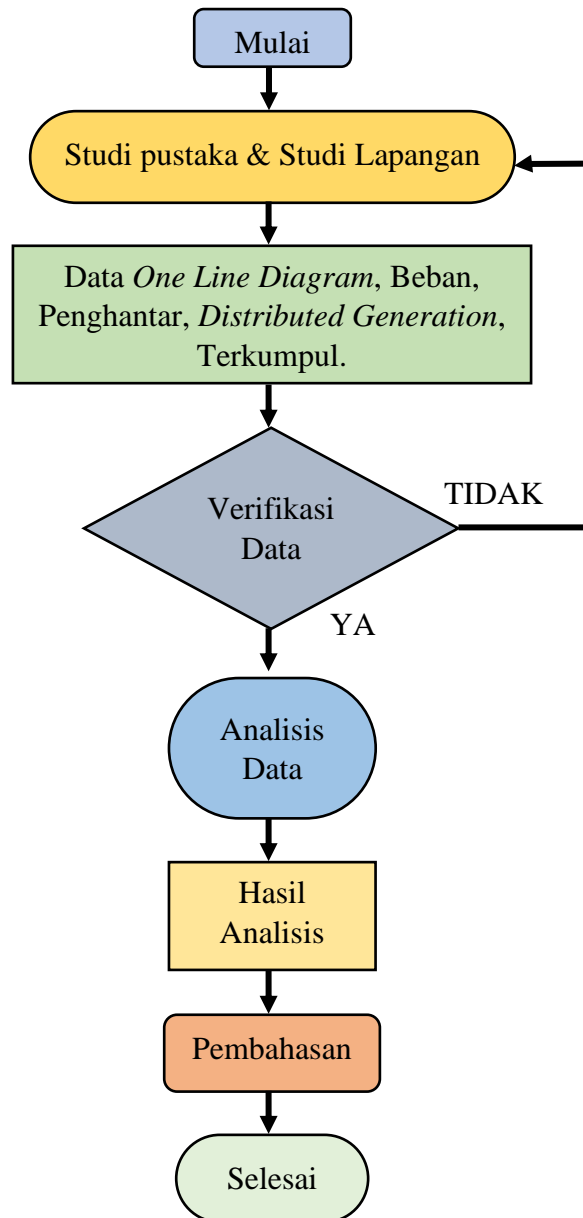 Mulai
Studi pustaka & Studi Lapangan
Data One Line Diagram, Beban,
Penghantar, Distributed Generation,
Terkumpul.
Verifikasi
Data
TIDAK
YA
Analisis
Data
Hasil
Analisis
Pembahasan
Selesai